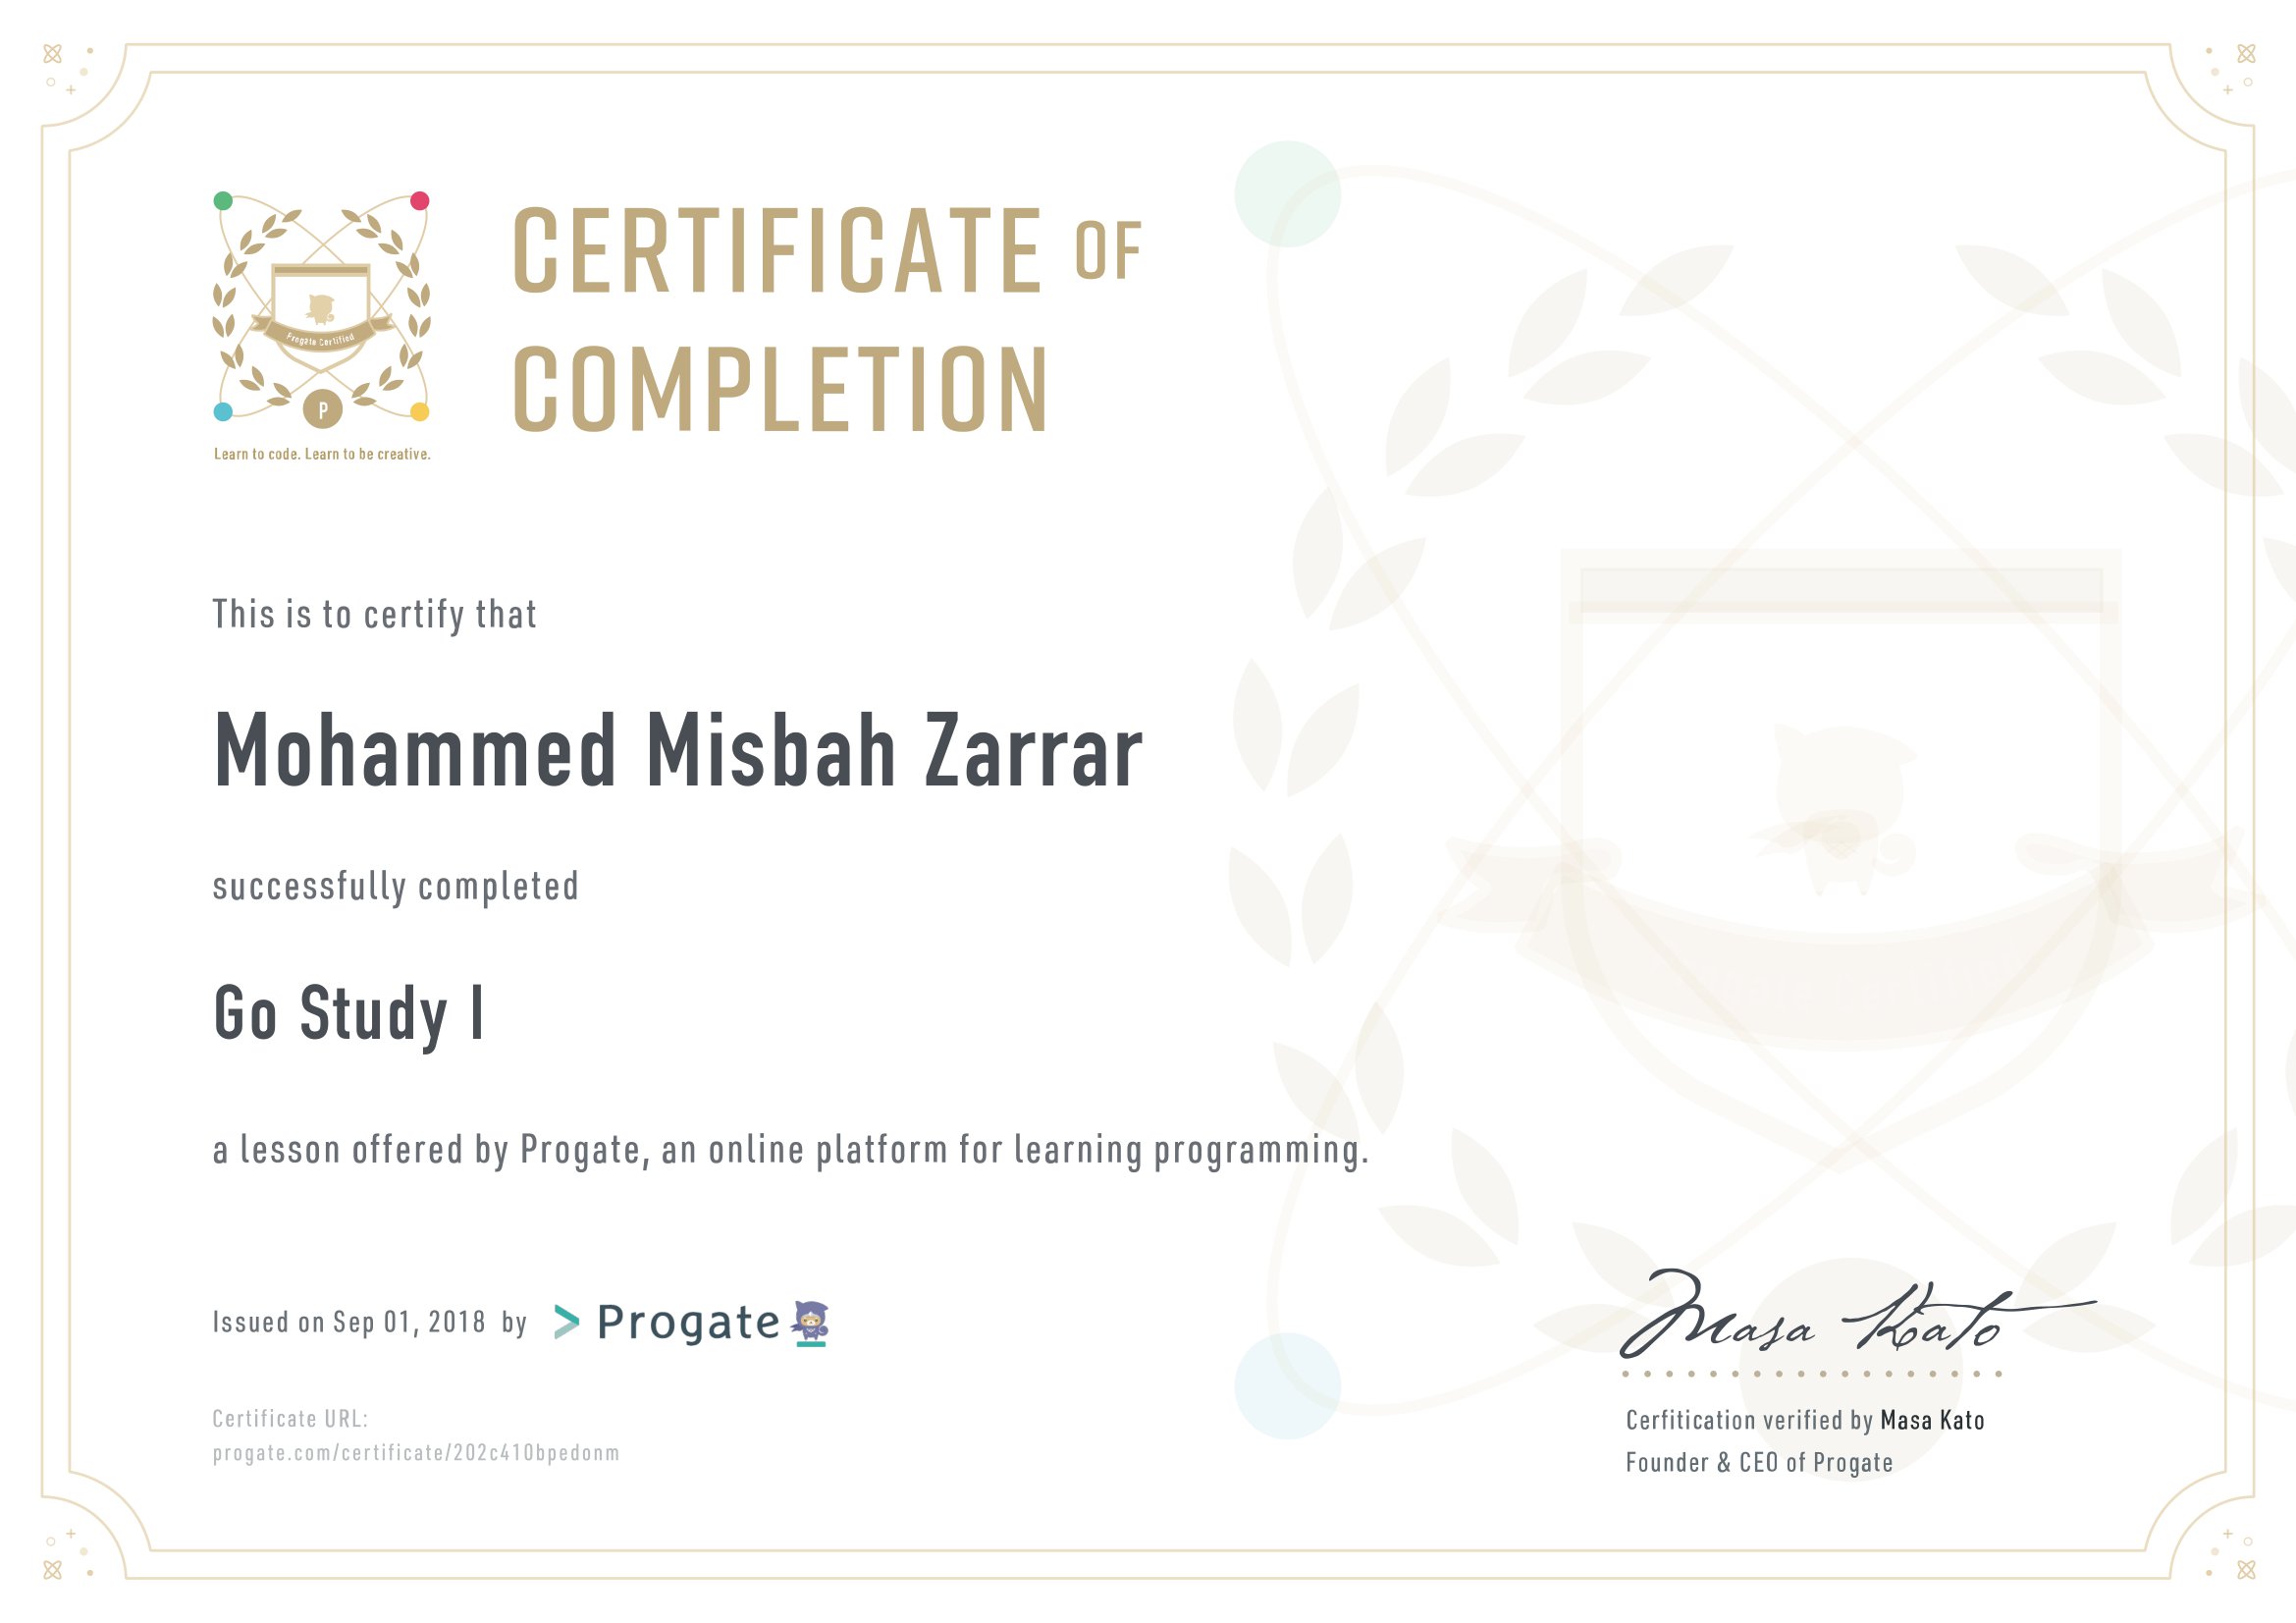 CERTIFICATE OF
COMPLETION
Progate Certified
P
Learn to code. Learn to be creative.
This is to certify that
Mohammed Misbah Zarrar
successfully completed
Go Study I
a lesson offered by Progate, an online platform for learning programming.
Issued on Sep 01, 2018 by Progate
Masa Kato
Certificate URL:
progate.com/certificate/202c410bpedonm
Cerfitication verified by Masa Kato
Founder & CEO of Progate